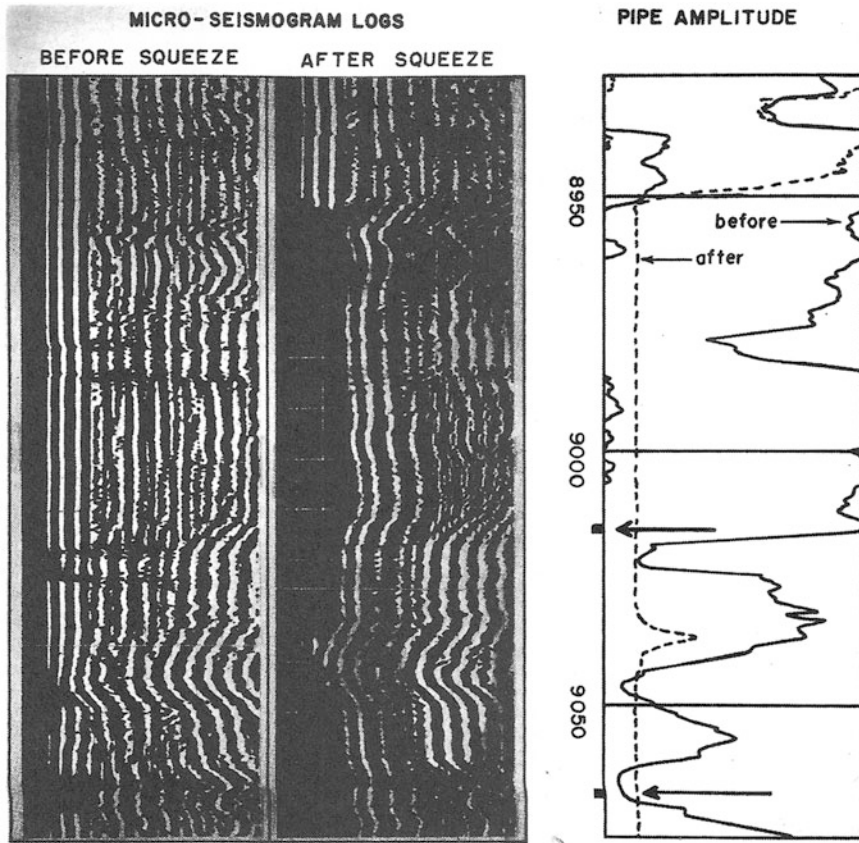 MICRO-SEISMOGRAM LOGS
BEFORE SQUEEZE
AFTER SQUEEZE
PIPE AMPLITUDE
8950
before
after
9000
9050